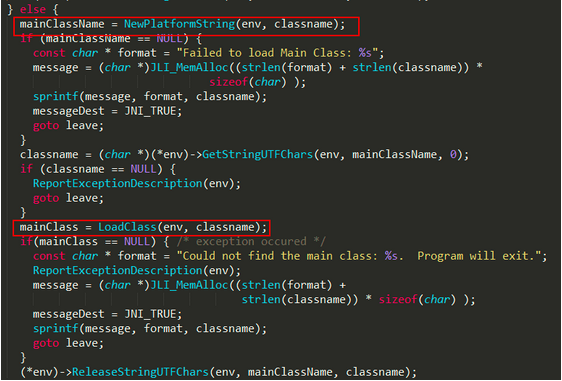 } else {
mainClassName = NewPlatformString(env, classname);
if (mainClassName == NULL) {
const char * format = "Failed to load Main Class: %s";
message = (char *)JLI_MemAlloc((strlen(format) + strlen(classname)) *
sizeof(char) );
sprintf(message, format, classname);
messageDest = JNI_TRUE;
goto leave;
}
classname = (char *)(*env)->GetStringUTFChars(env, mainClassName, 0);
if (classname == NULL) {
ReportExceptionDescription(env);
goto leave;
}
mainClass = LoadClass(env, classname);
if(mainClass == NULL) { /* exception occured */
const char * format = "Could not find the main class: %s.  Program will exit.";
ReportExceptionDescription(env);
message = (char *)JLI_MemAlloc((strlen(format) +
strlen(classname)) * sizeof(char) );
messageDest = JNI_TRUE;
sprintf(message, format, classname);
goto leave;
}
(*env)->ReleaseStringUTFChars(env, mainClassName, classname);